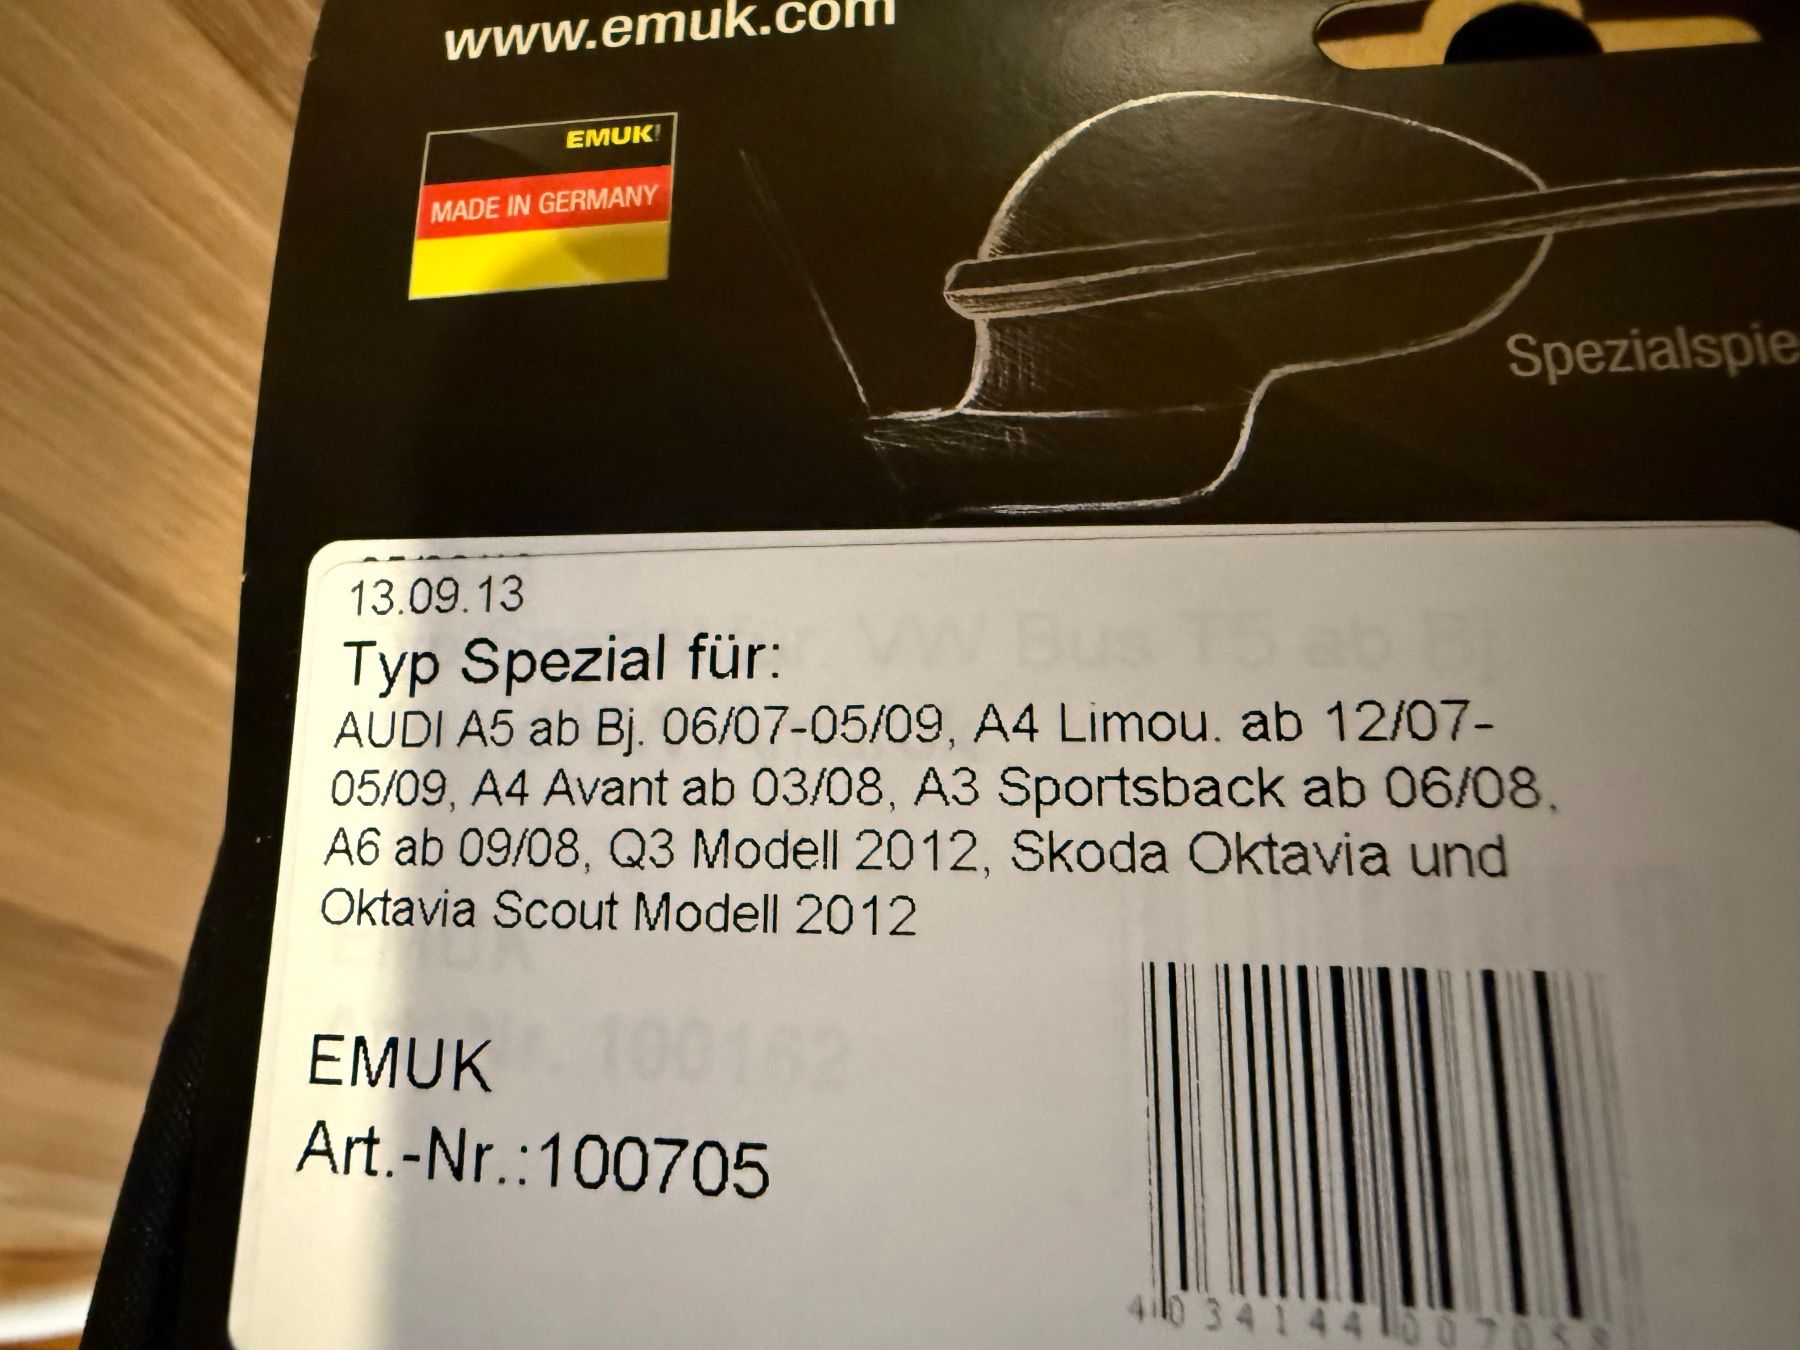 www.emuk.com
EMUK!
MADE IN GERMANY
Spezialspie
13.09.13
Typ Spezial für:
AUDI A5 ab Bj. 06/07-05/09, A4 Limou. ab 12/07-
05/09, A4 Avant ab 03/08, A3 Sportsback ab 06/08,
A6 ab 09/08, Q3 Modell 2012, Skoda Oktavia und
Oktavia Scout Modell 2012
EMUK
Art.-Nr.:100705
4 034144 007058